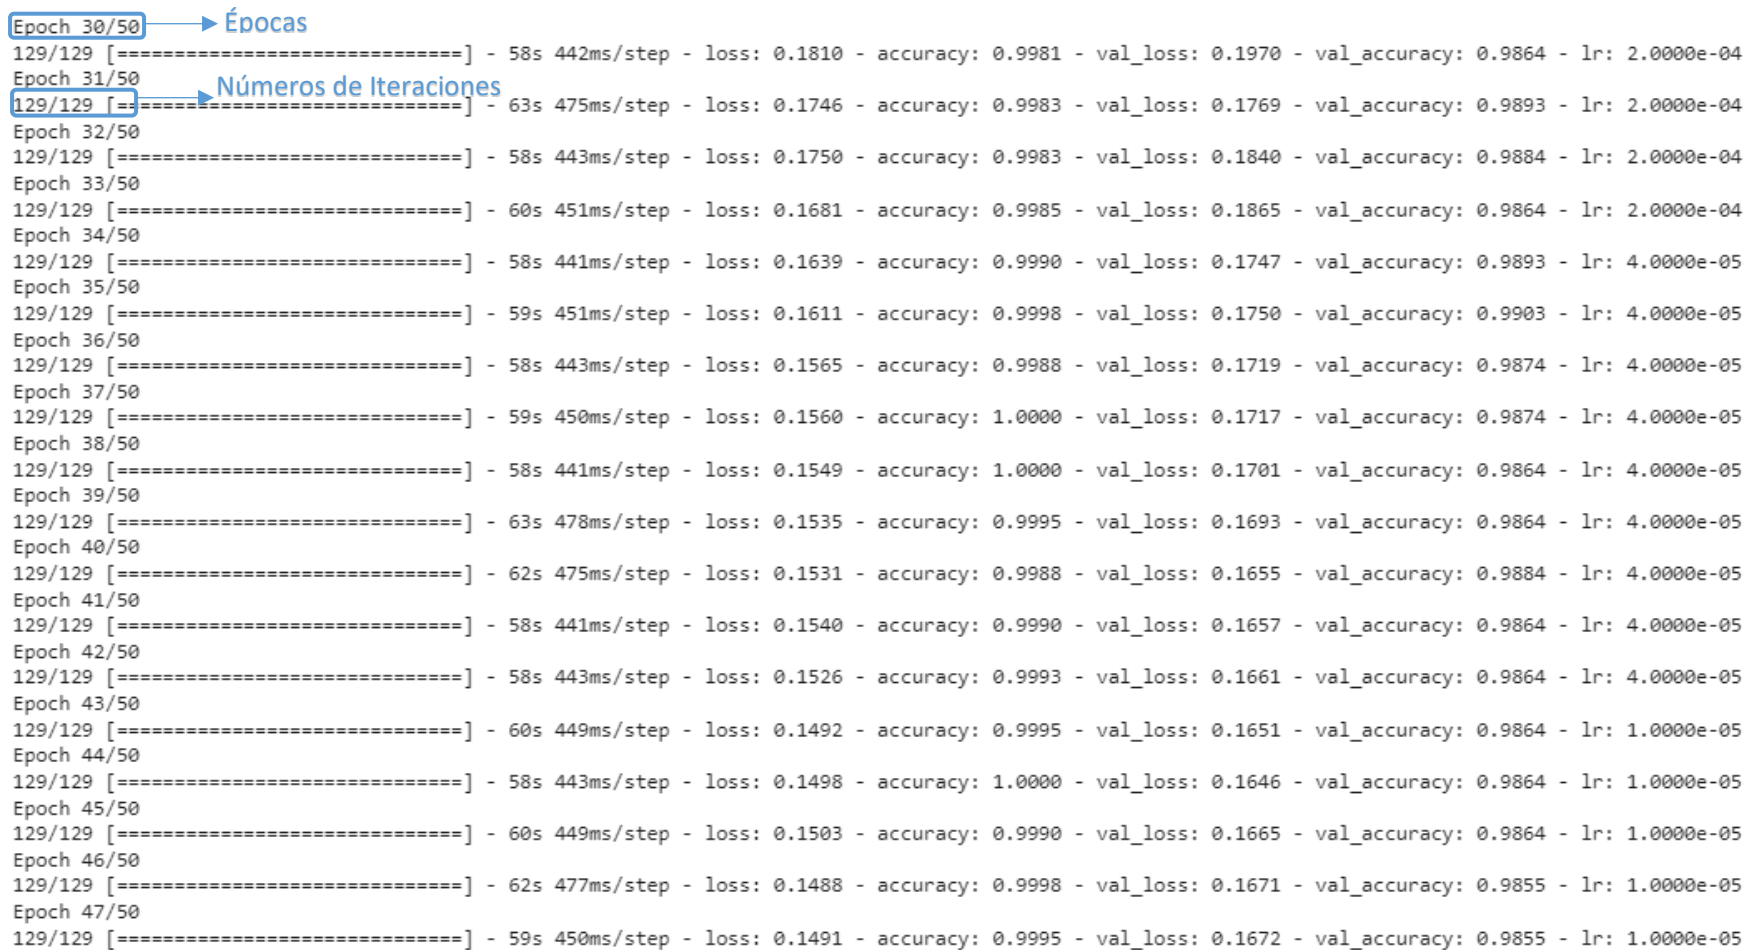 Epoch 30/50 Épocas
129/129 [==============================] - 58s 442ms/step - loss: 0.1810 - accuracy: 0.9981 - val_loss: 0.1970 - val_accuracy: 0.9864 - lr: 2.0000e-04
Epoch 31/50 Números de Iteraciones
129/129 [==============================] - 63s 475ms/step - loss: 0.1746 - accuracy: 0.9983 - val_loss: 0.1769 - val_accuracy: 0.9893 - lr: 2.0000e-04
Epoch 32/50
129/129 [==============================] - 58s 443ms/step - loss: 0.1750 - accuracy: 0.9983 - val_loss: 0.1840 - val_accuracy: 0.9884 - lr: 2.0000e-04
Epoch 33/50
129/129 [==============================] - 60s 451ms/step - loss: 0.1681 - accuracy: 0.9985 - val_loss: 0.1865 - val_accuracy: 0.9864 - lr: 2.0000e-04
Epoch 34/50
129/129 [==============================] - 58s 441ms/step - loss: 0.1639 - accuracy: 0.9990 - val_loss: 0.1747 - val_accuracy: 0.9893 - lr: 4.0000e-05
Epoch 35/50
129/129 [==============================] - 59s 451ms/step - loss: 0.1611 - accuracy: 0.9998 - val_loss: 0.1750 - val_accuracy: 0.9903 - lr: 4.0000e-05
Epoch 36/50
129/129 [==============================] - 58s 443ms/step - loss: 0.1565 - accuracy: 0.9988 - val_loss: 0.1719 - val_accuracy: 0.9874 - lr: 4.0000e-05
Epoch 37/50
129/129 [==============================] - 59s 450ms/step - loss: 0.1560 - accuracy: 1.0000 - val_loss: 0.1717 - val_accuracy: 0.9874 - lr: 4.0000e-05
Epoch 38/50
129/129 [==============================] - 58s 441ms/step - loss: 0.1549 - accuracy: 1.0000 - val_loss: 0.1701 - val_accuracy: 0.9864 - lr: 4.0000e-05
Epoch 39/50
129/129 [==============================] - 63s 478ms/step - loss: 0.1535 - accuracy: 0.9995 - val_loss: 0.1693 - val_accuracy: 0.9864 - lr: 4.0000e-05
Epoch 40/50
129/129 [==============================] - 62s 475ms/step - loss: 0.1531 - accuracy: 0.9988 - val_loss: 0.1655 - val_accuracy: 0.9884 - lr: 4.0000e-05
Epoch 41/50
129/129 [==============================] - 58s 441ms/step - loss: 0.1540 - accuracy: 0.9990 - val_loss: 0.1657 - val_accuracy: 0.9864 - lr: 4.0000e-05
Epoch 42/50
129/129 [==============================] - 58s 443ms/step - loss: 0.1526 - accuracy: 0.9993 - val_loss: 0.1661 - val_accuracy: 0.9864 - lr: 4.0000e-05
Epoch 43/50
129/129 [==============================] - 60s 449ms/step - loss: 0.1492 - accuracy: 0.9995 - val_loss: 0.1651 - val_accuracy: 0.9864 - lr: 1.0000e-05
Epoch 44/50
129/129 [==============================] - 58s 443ms/step - loss: 0.1498 - accuracy: 1.0000 - val_loss: 0.1646 - val_accuracy: 0.9864 - lr: 1.0000e-05
Epoch 45/50
129/129 [==============================] - 60s 449ms/step - loss: 0.1503 - accuracy: 0.9990 - val_loss: 0.1665 - val_accuracy: 0.9864 - lr: 1.0000e-05
Epoch 46/50
129/129 [==============================] - 62s 477ms/step - loss: 0.1488 - accuracy: 0.9998 - val_loss: 0.1671 - val_accuracy: 0.9855 - lr: 1.0000e-05
Epoch 47/50
129/129 [==============================] - 59s 450ms/step - loss: 0.1491 - accuracy: 0.9995 - val_loss: 0.1672 - val_accuracy: 0.9855 - lr: 1.0000e-05